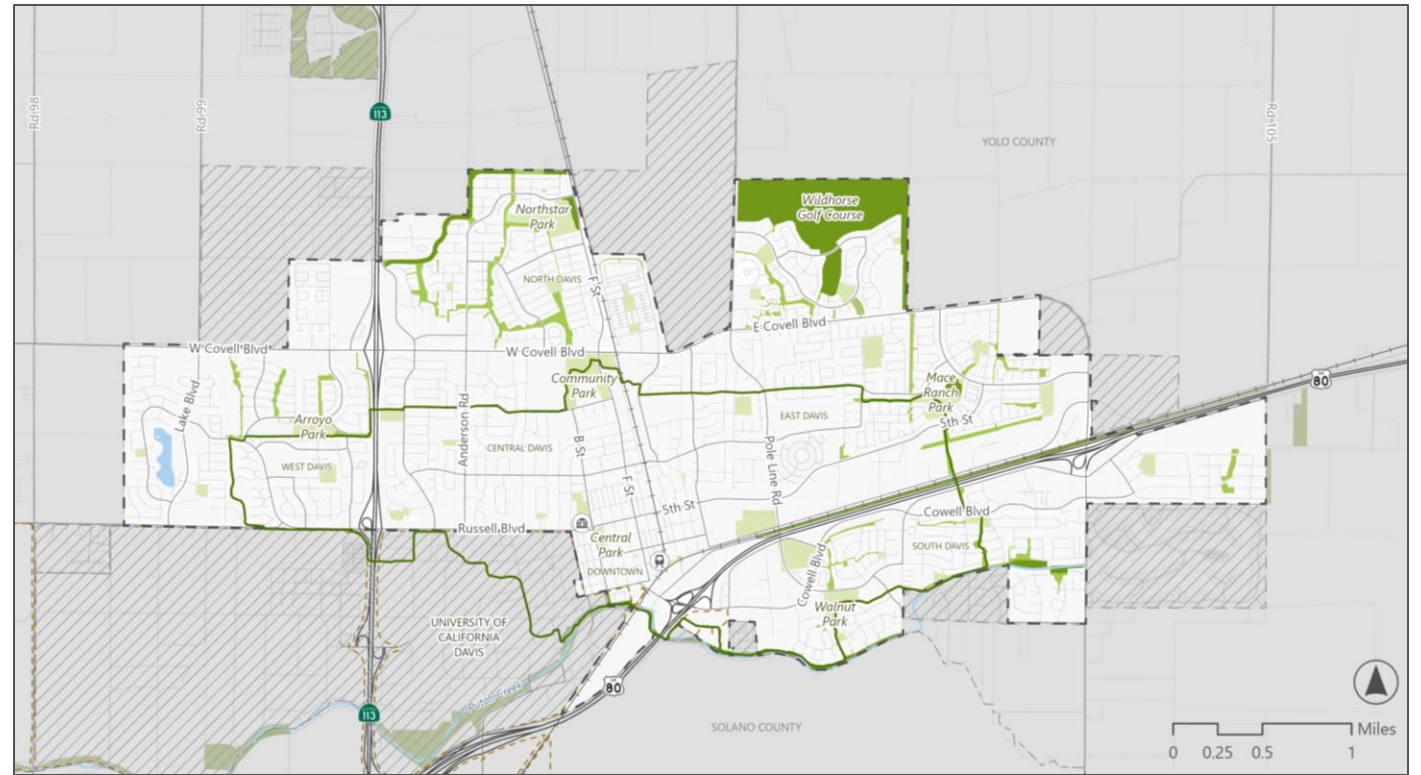 Rd-98
Rd-99
113
YOLO COUNTY
Rd-105
Wildhorse
Golf Course
Northstar
Park
NORTH DAVIS
F St
E Covell Blvd
W Covell Blvd
W Covell Blvd
80
Community
Park
Mace
Ranch
Park
Lake Blvd
Arroyo
Park
Anderson Rd
EAST DAVIS
5th St
B St
CENTRAL DAVIS
Pole Line Rd
WEST DAVIS
F St
5th St
Cowell Blvd
Russell Blvd
Central
Park
SOUTH DAVIS
DOWNTOWN
Cowell Blvd
Walnut
Park
UNIVERSITY OF
CALIFORNIA
DAVIS
Putah Creek
80
113
SOLANO COUNTY
Miles
0 0.25 0.5 1